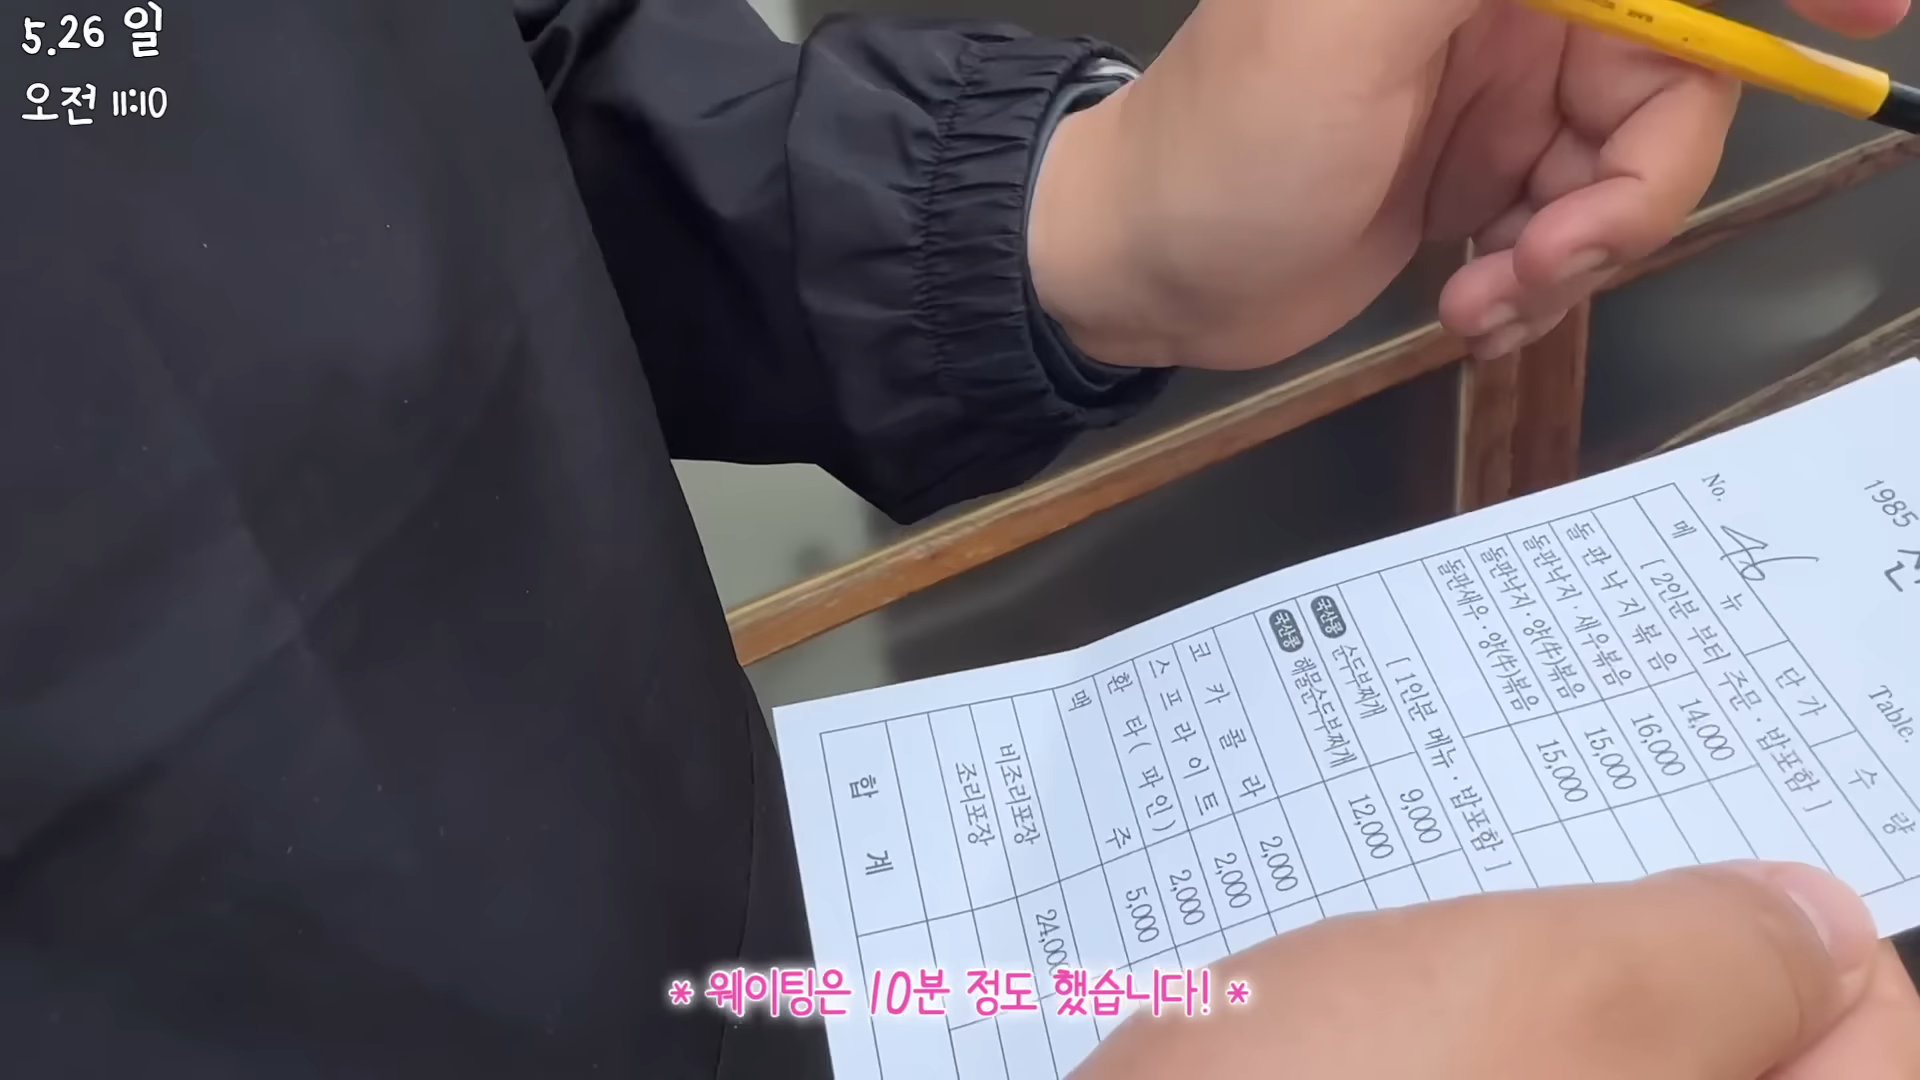 5.26 일
오전 11:10
1985
No. 46
Table.
메 뉴 단 가 수 량
[ 2인분 부터 주문 · 밥포함 ]
돌 판 낙 지 볶 음 14,000
돌판낙지 · 새우볶음 16,000
돌판낙지 · 양(牛)볶음 15,000
돌판새우 · 양(牛)볶음 15,000
[ 1인분 메뉴 · 밥포함 ]
국산콩 순두부찌개 9,000
국산콩 해물순두부찌개 12,000
코 카 콜 라 2,000
스 프 라 이 트 2,000
환 타 ( 파 인 ) 2,000
맥 주 5,000
비조리포장 24,000
조리포장
합 계
* 웨이팅은 10분 정도 했습니다! *